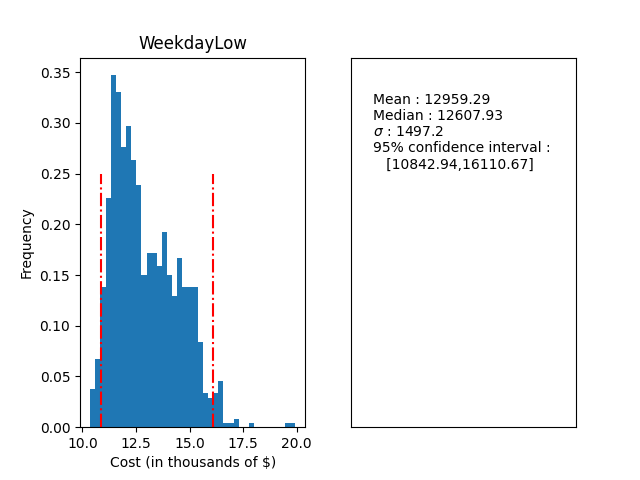 WeekdayLow
0.35
0.30
0.25
0.20
0.15
0.10
0.05
0.00
Frequency
10.0 12.5 15.0 17.5 20.0
Cost (in thousands of $)
Mean : 12959.29
Median : 12607.93
σ : 1497.2
95% confidence interval :
[10842.94,16110.67]